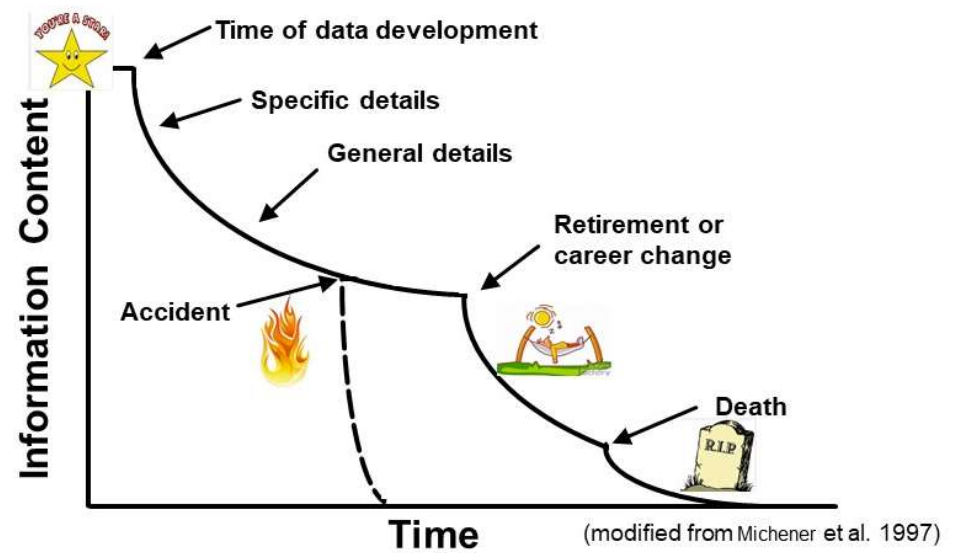 YOU'RE A STAR!
Time of data development
Specific details
General details
Retirement or
career change
Accident
Death
R.I.P
Information Content
Time
(modified from Michener et al. 1997)